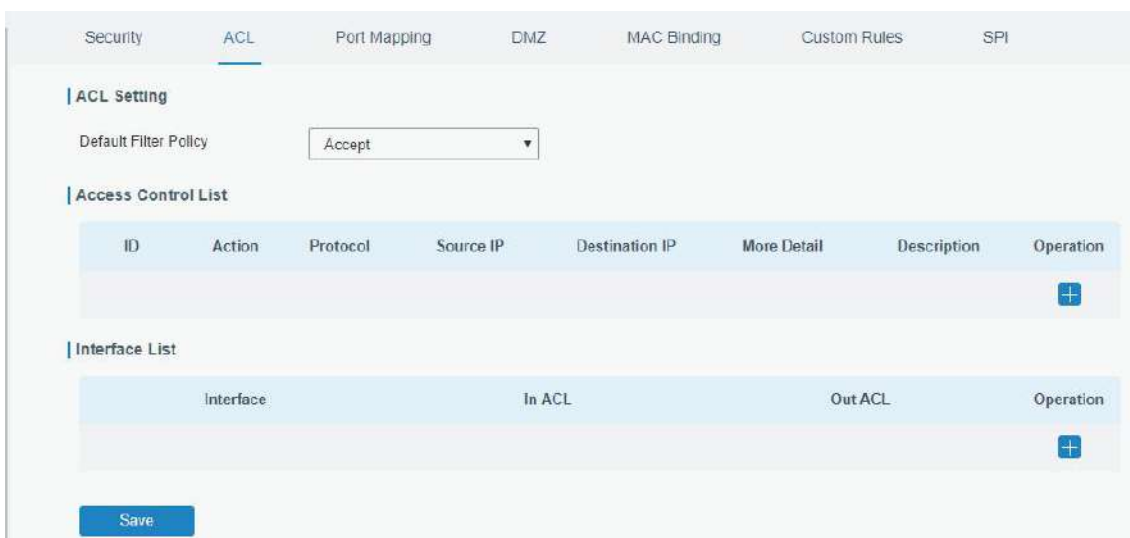 Security ACL Port Mapping DMZ MAC Binding Custom Rules SPI
ACL Setting
Default Filter Policy Accept
Access Control List
ID Action Protocol Source IP Destination IP More Detail Description Operation
Interface List
Interface In ACL Out ACL Operation
Save